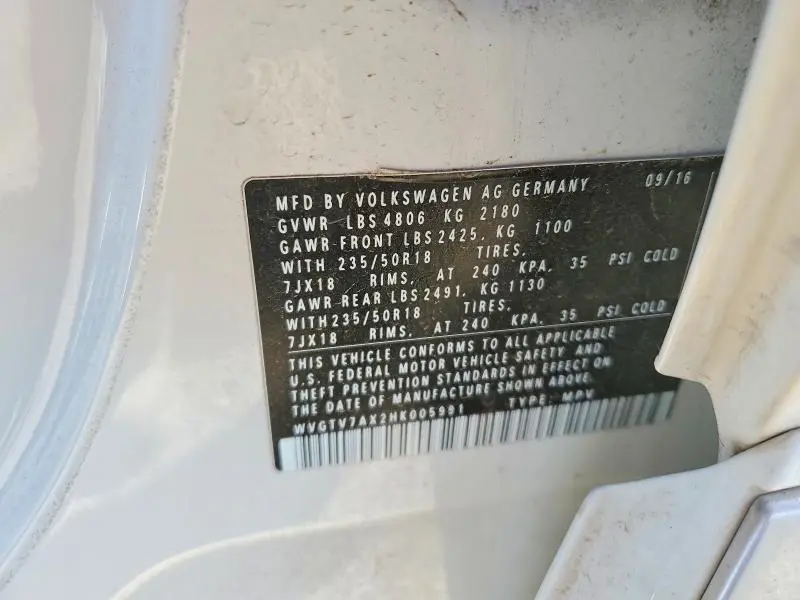 MFD BY VOLKSWAGEN AG GERMANY 09/16
GVWR LBS 4806 KG 2180
GAWR FRONT LBS 2425, KG 1100
WITH 235/50R18 TIRES,
7JX18 RIMS, AT 240 KPA, 35 PSI COLD
GAWR REAR LBS 2491, KG 1130
WITH 235/50R18 TIRES,
7JX18 RIMS, AT 240 KPA, 35 PSI COLD
THIS VEHICLE CONFORMS TO ALL APPLICABLE
U.S. FEDERAL MOTOR VEHICLE SAFETY AND
THEFT PREVENTION STANDARDS IN EFFECT ON
THE DATE OF MANUFACTURE SHOWN ABOVE.
WVGTV7AX2HK005991 TYPE: MPV